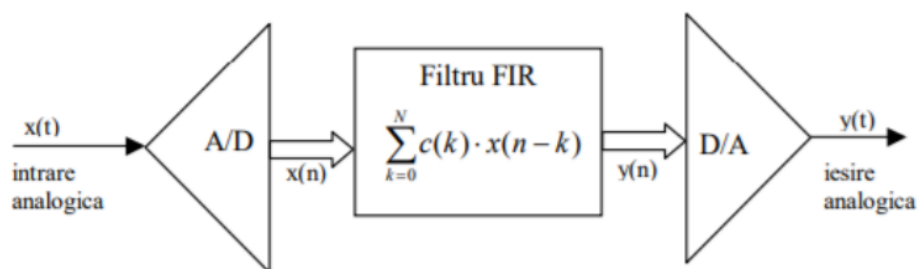 x(t)
intrare
analogica
A/D
x(n)
Filtru FIR
N
∑ c(k) · x(n − k)
k=0
y(n)
D/A
y(t)
iesire
analogica